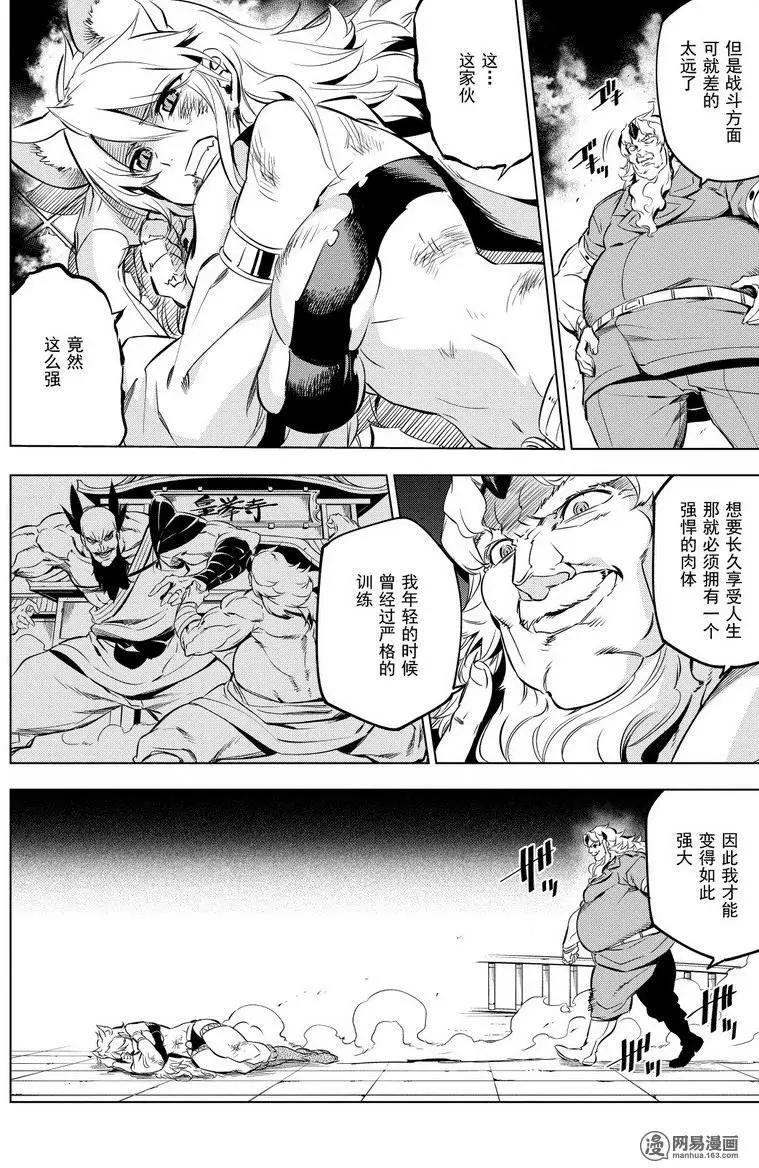 但是战斗方面
可就差的
太远了
ゴゴ
这…
这家伙
竟然
这么强
想要长久享受人生
那就必须拥有一个
强悍的肉体
我年轻的时候
曾经过严格的
训练
皇拳寺
因此我才能
变得如此
强大
漫
网易漫画
manhua.163.com